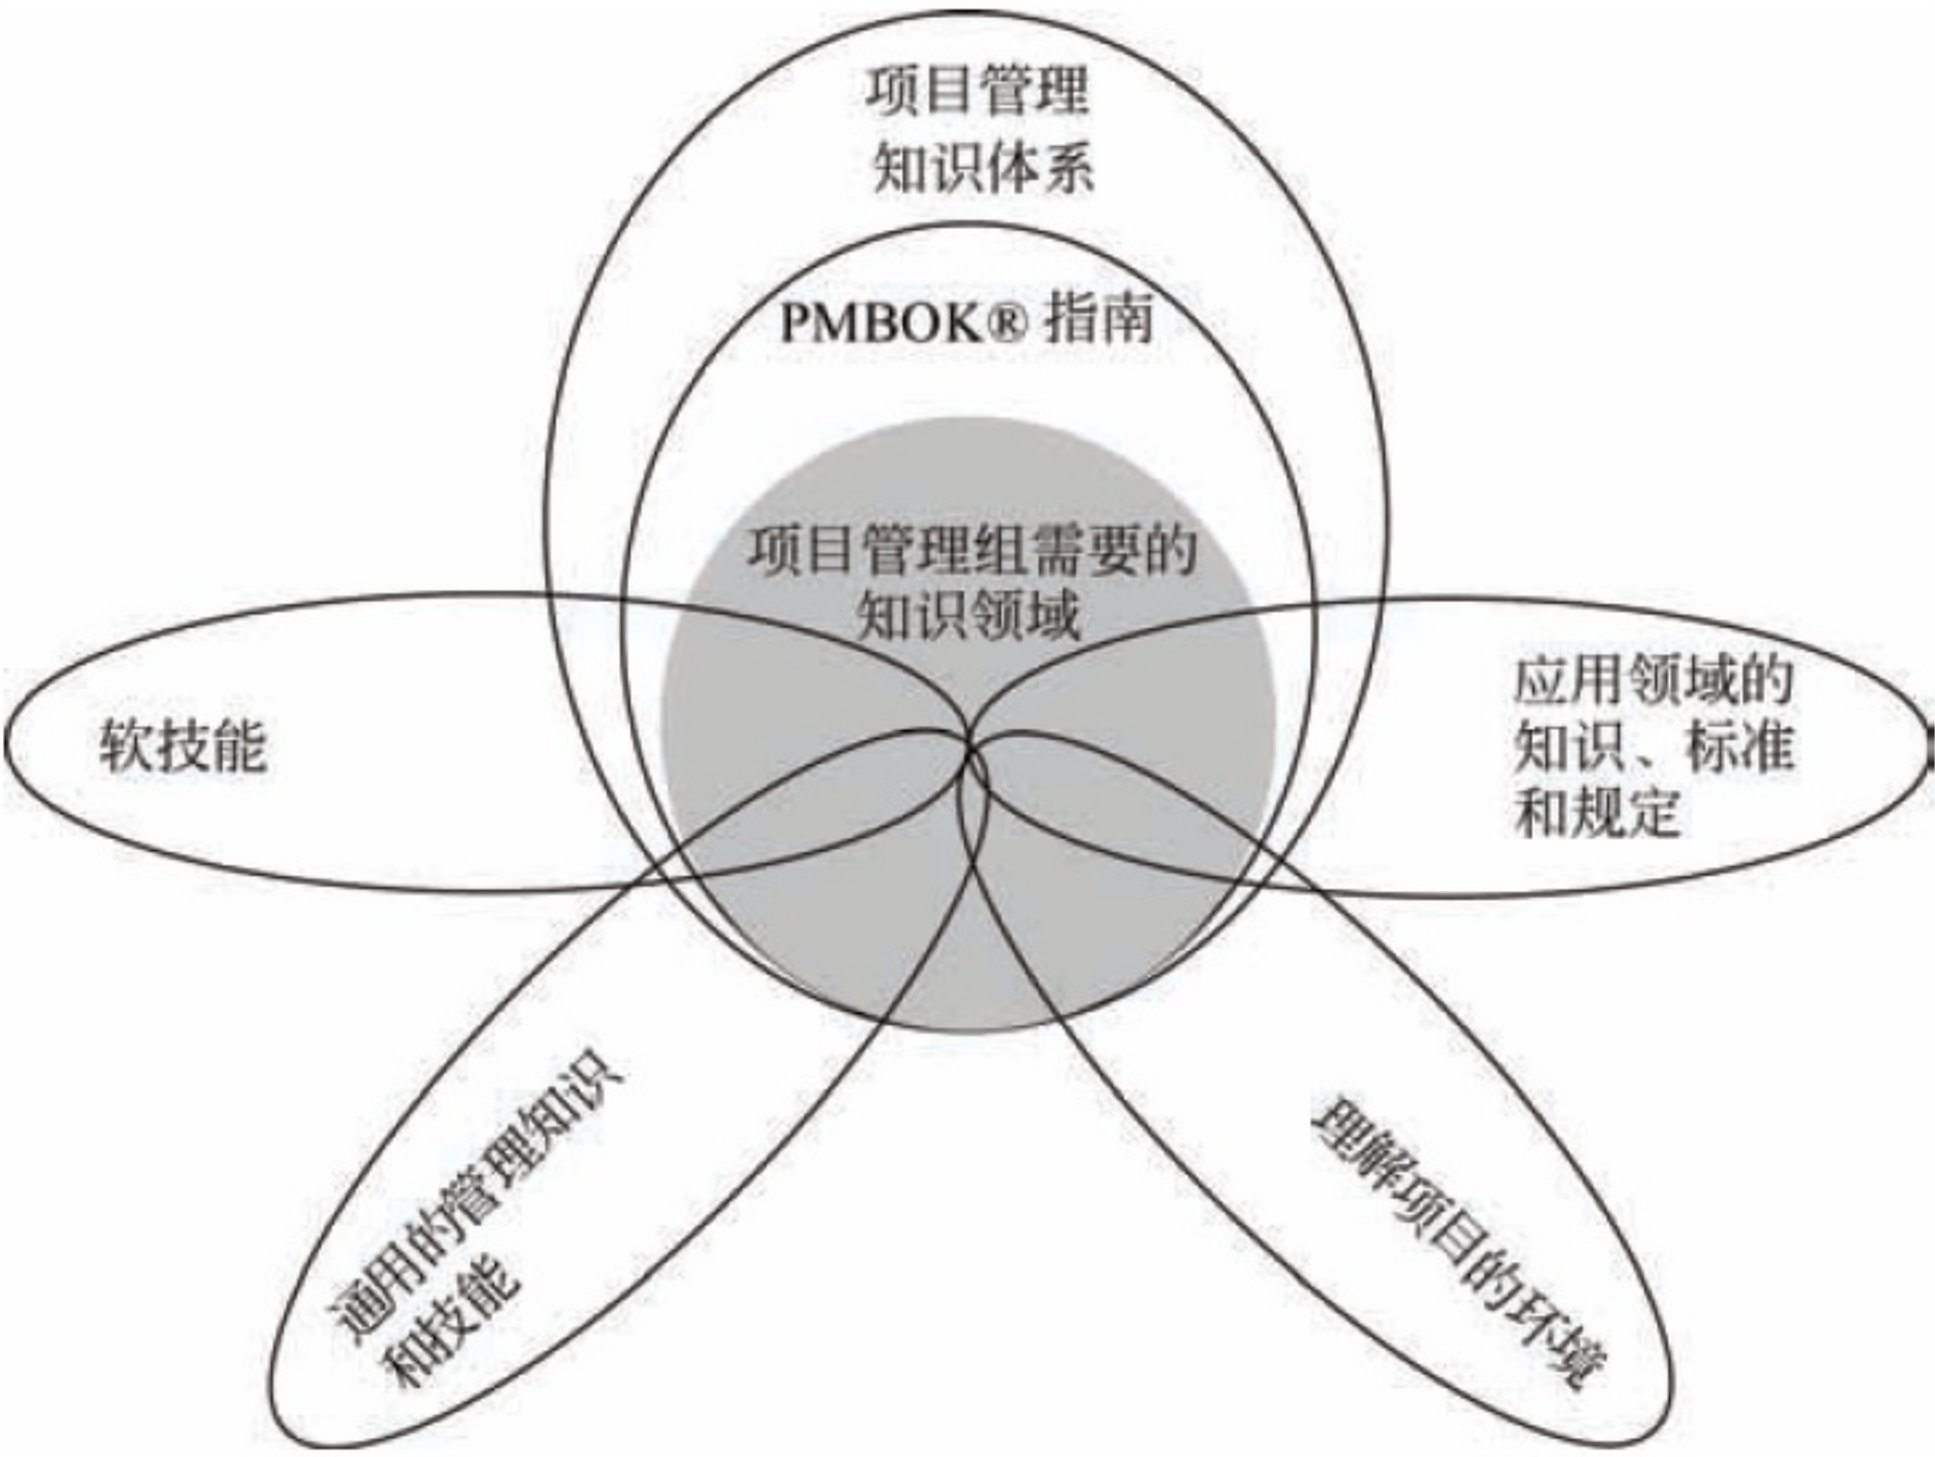 项目管理
知识体系
PMBOK® 指南
项目管理组需要的
知识领域
软技能
应用领域的
知识、标准
和规定
通用的管理知识
和技能
理解项目的环境